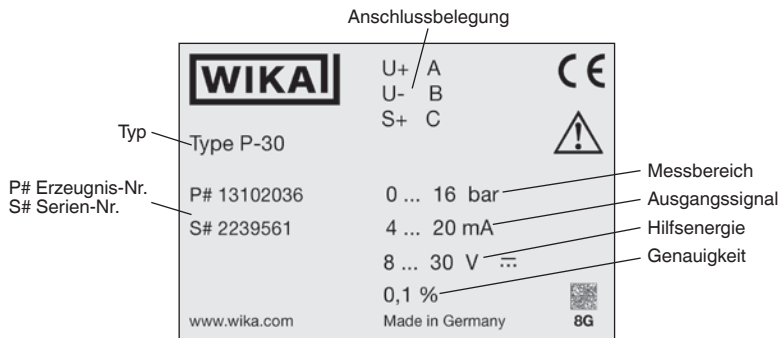 Anschlussbelegung
WIKA
U+ A
U- B
S+ C
CE
Typ
Type P-30
P# Erzeugnis-Nr.
S# Serien-Nr.
P# 13102036
S# 2239561
0 ... 16 bar
Messbereich
4 ... 20 mA
Ausgangssignal
8 ... 30 V
Hilfsenergie
0,1 %
Genauigkeit
www.wika.com
Made in Germany
8G